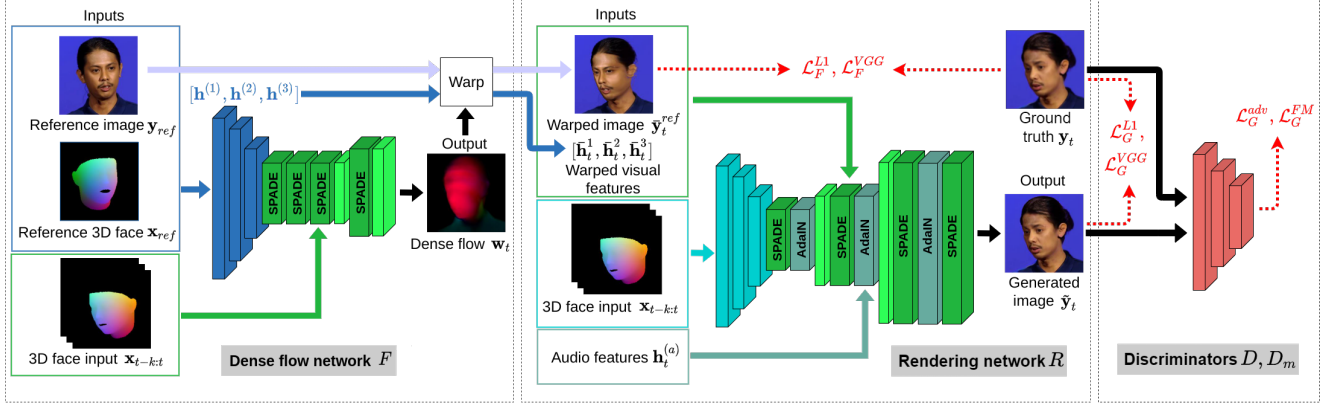 Inputs
Reference image y_ref
Reference 3D face x_ref
3D face input x_{t−k:t}
[h^{(1)}, h^{(2)}, h^{(3)}]
SPADE
SPADE
SPADE
SPADE
Warp
Output
Dense flow w_t
Dense flow network F
Inputs
Warped image ȳ_t^{ref}
[h̄_t^1, h̄_t^2, h̄_t^3]
Warped visual
features
3D face input x_{t−k:t}
Audio features h_t^{(a)}
SPADE
AdaIN
SPADE
AdaIN
SPADE
AdaIN
SPADE
L_F^{L1}, L_F^{VGG}
Rendering network R
Ground
truth y_t
Output
Generated
image ỹ_t
L_G^{L1},
L_G^{VGG}
L_G^{adv}, L_G^{FM}
Discriminators D, D_m